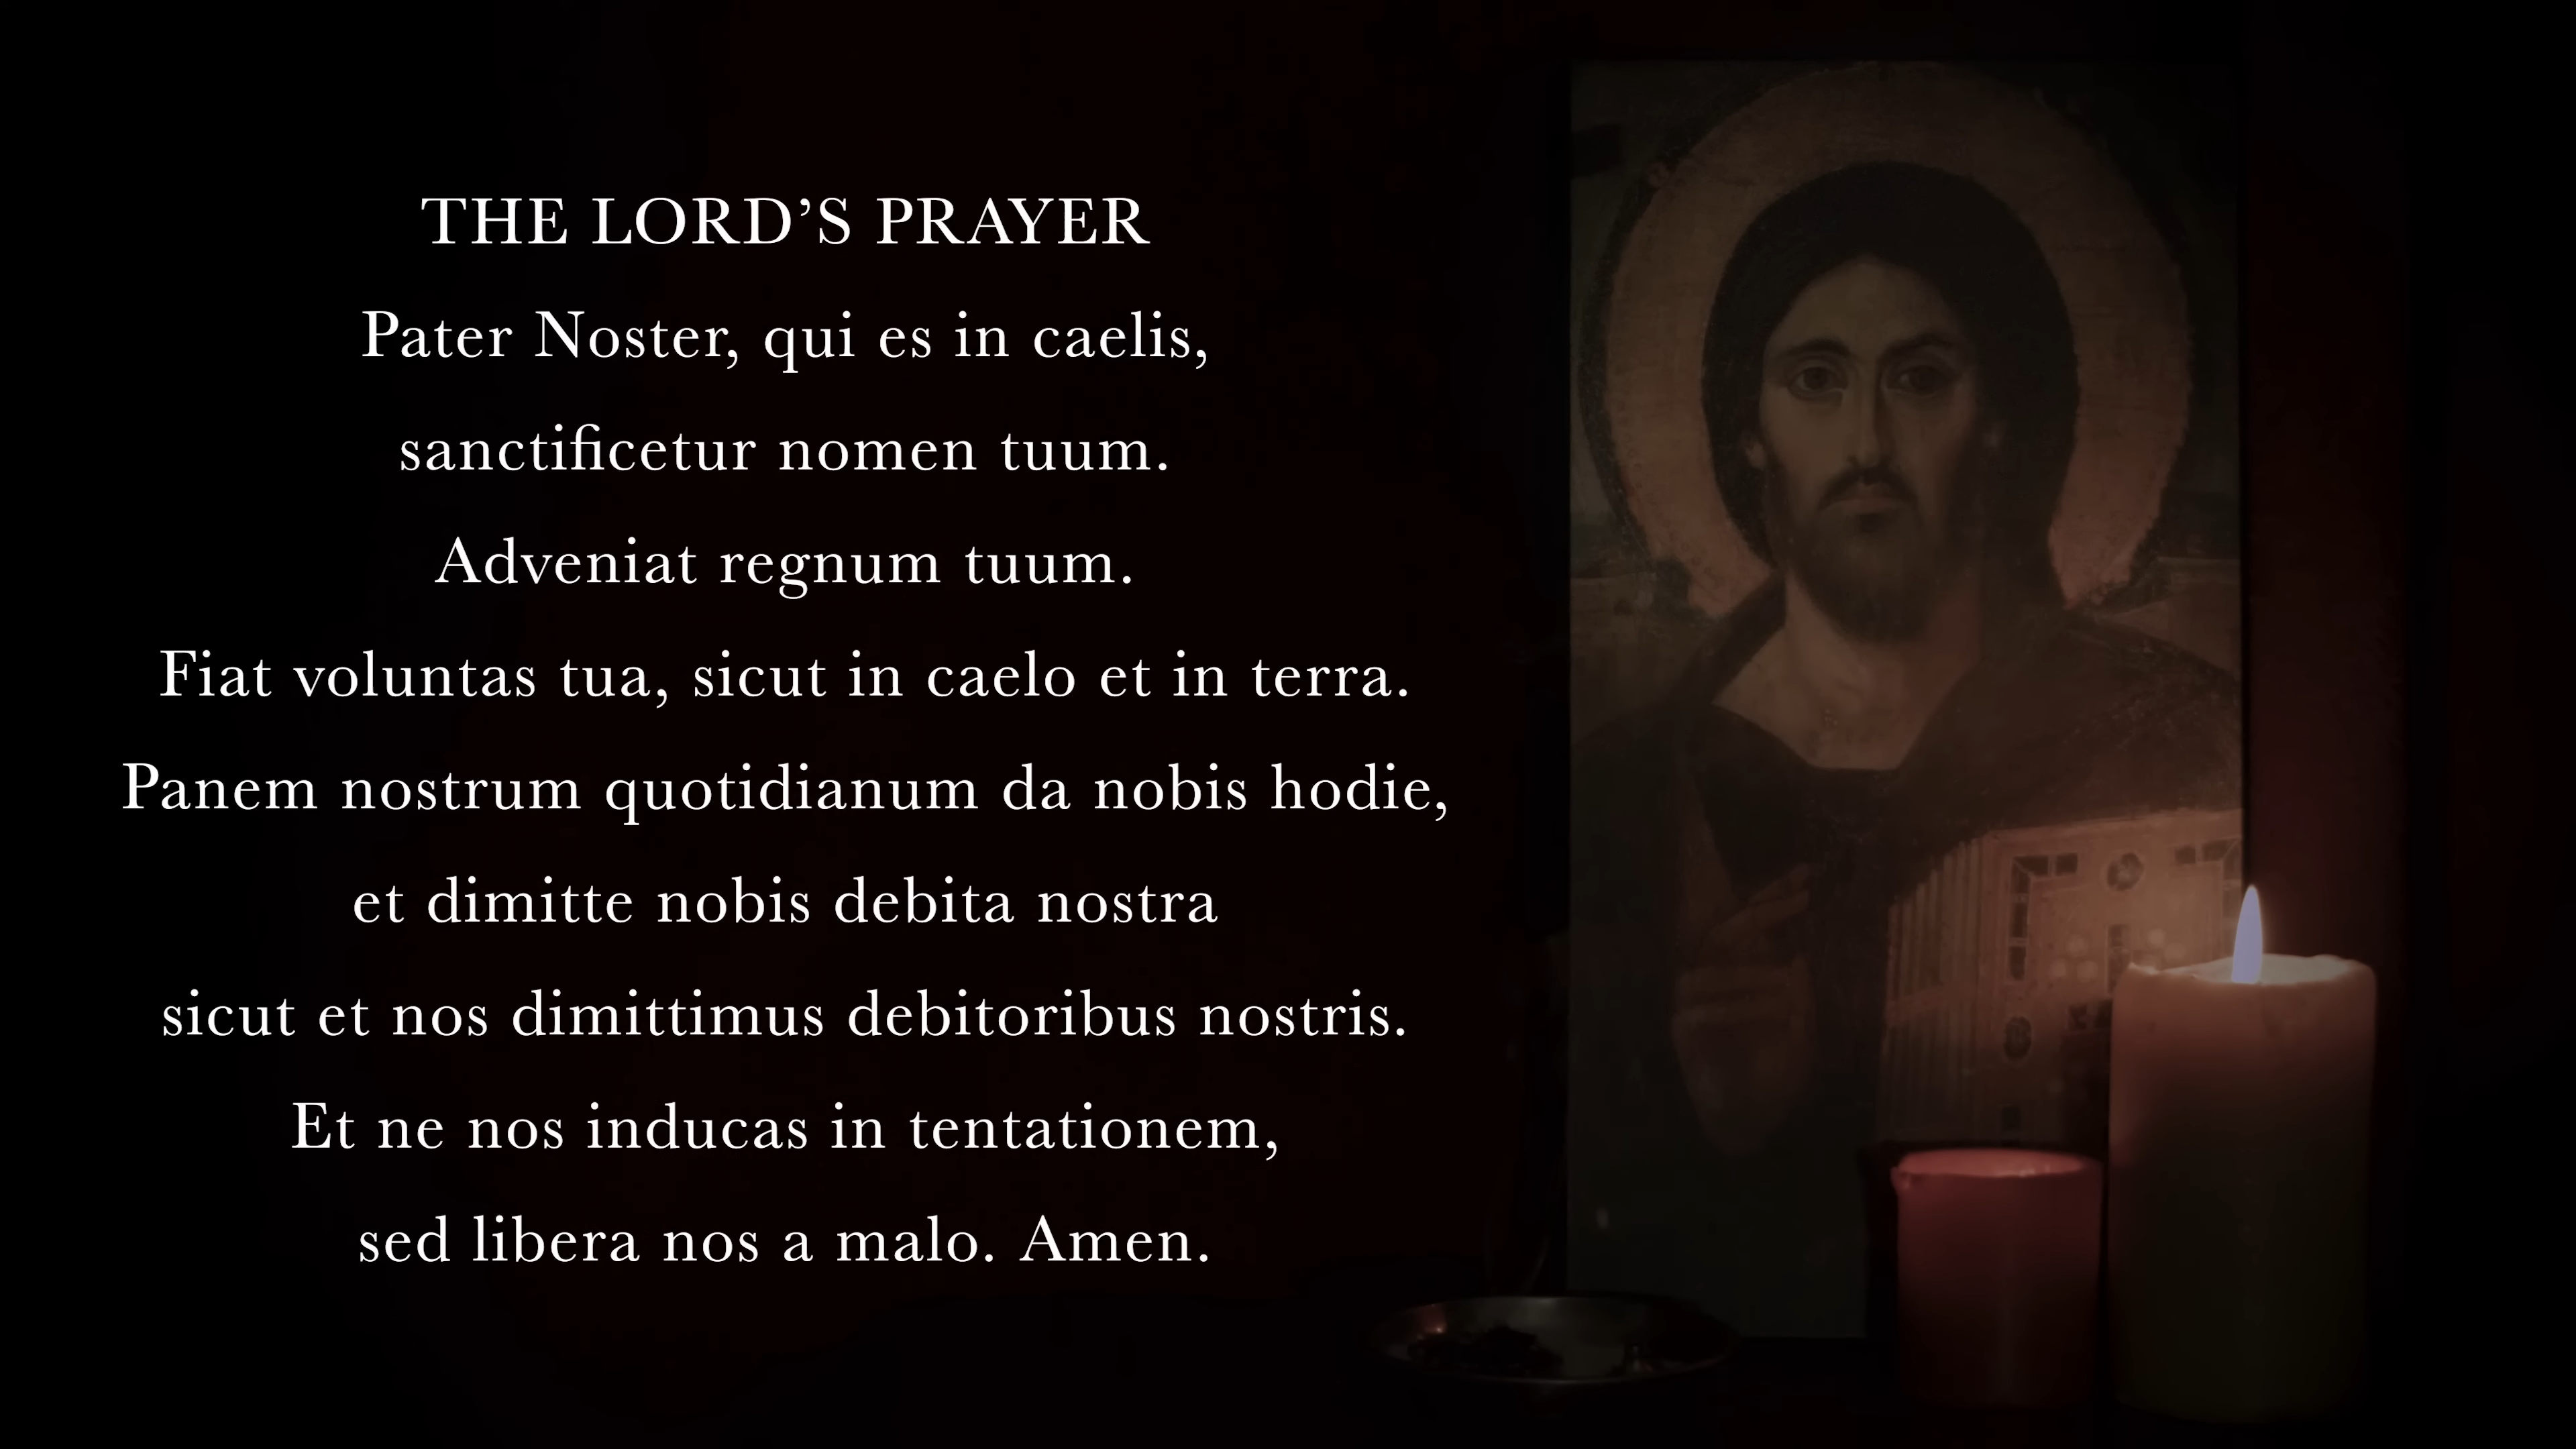 THE LORD’S PRAYER
Pater Noster, qui es in caelis,
sanctificetur nomen tuum.
Adveniat regnum tuum.
Fiat voluntas tua, sicut in caelo et in terra.
Panem nostrum quotidianum da nobis hodie,
et dimitte nobis debita nostra
sicut et nos dimittimus debitoribus nostris.
Et ne nos inducas in tentationem,
sed libera nos a malo. Amen.